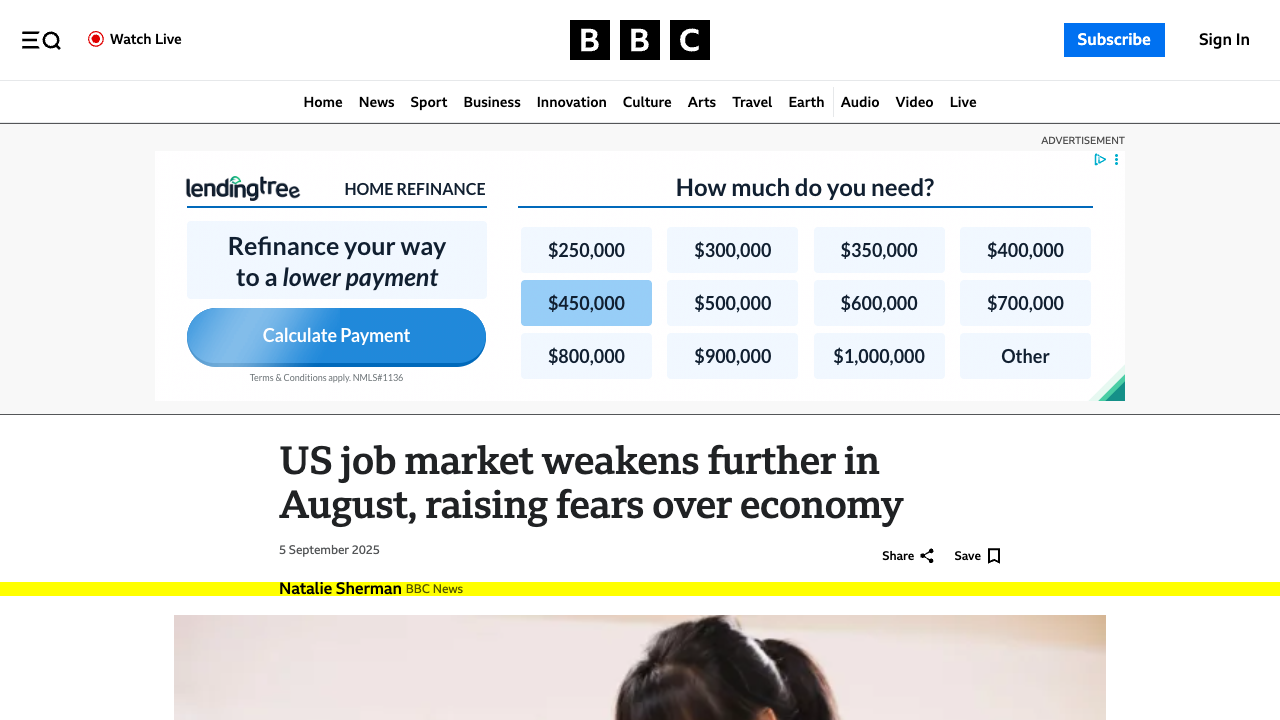 Watch Live
BBC
Subscribe
Sign In
Home News Sport Business Innovation Culture Arts Travel Earth Audio Video Live
ADVERTISEMENT
lendingtree HOME REFINANCE
Refinance your way
to a lower payment
Calculate Payment
Terms & Conditions apply. NMLS#1136
How much do you need?
$250,000 $300,000 $350,000 $400,000
$450,000 $500,000 $600,000 $700,000
$800,000 $900,000 $1,000,000 Other
US job market weakens further in
August, raising fears over economy
5 September 2025
Share Save
Natalie Sherman BBC News